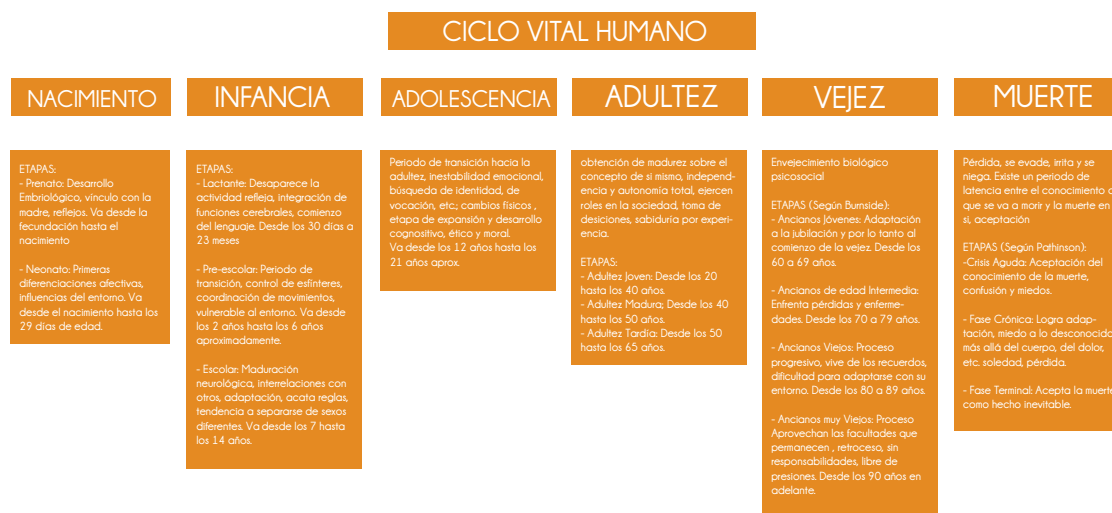 CICLO VITAL HUMANO
NACIMIENTO
ETAPAS:
- Prenato: Desarrollo
Embriológico, vínculo con la
madre, reflejos. Va desde la
fecundación hasta el
nacimiento
- Neonato: Primeras
diferenciaciones afectivas,
influencias del entorno. Va
desde el nacimiento hasta los
29 días de edad.
INFANCIA
ETAPAS:
- Lactante: Desaparece la
actividad refleja, integración de
funciones cerebrales, comienzo
del lenguaje. Desde los 30 días a
23 meses
- Pre-escolar: Periodo de
transición, control de esfínteres,
coordinación de movimientos,
vulnerable al entorno. Va desde
los 2 años hasta los 6 años
aproximadamente.
- Escolar: Maduración
neurológica, interrelaciones con
otros, adaptación, acata reglas,
tendencia a separarse de sexos
diferentes. Va desde los 7 hasta
los 14 años.
ADOLESCENCIA
Periodo de transición hacia la
adultez, inestabilidad emocional,
búsqueda de identidad, de
vocación, etc.; cambios físicos ,
etapa de expansión y desarrollo
cognositivo, ético y moral.
Va desde los 12 años hasta los
21 años aprox.
ADULTEZ
obtención de madurez sobre el
concepto de si mismo, independ-
encia y autonomía total, ejercen
roles en la sociedad, toma de
desiciones, sabiduría por experi-
encia.
ETAPAS:
- Adultez Joven: Desde los 20
hasta los 40 años.
- Adultez Madura; Desde los 40
hasta los 50 años.
- Adultez Tardía: Desde los 50
hasta los 65 años.
VEJEZ
Envejecimiento biológico
psicosocial
ETAPAS (Según Burnside):
- Ancianos Jóvenes: Adaptación
a la jubilación y por lo tanto al
comienzo de la vejez. Desde los
60 a 69 años.
- Ancianos de edad Intermedia:
Enfrenta pérdidas y enferme-
dades. Desde los 70 a 79 años.
- Ancianos Viejos: Proceso
progresivo, vive de los recuerdos,
dificultad para adaptarse con su
entorno. Desde los 80 a 89 años.
- Ancianos muy Viejos: Proceso
Aprovechan las facultades que
permanecen , retroceso, sin
responsabilidades, libre de
presiones. Desde los 90 años en
adelante.
MUERTE
Pérdida, se evade, irrita y se
niega. Existe un periodo de
latencia entre el conocimiento
que se va a morir y la muerte en
si, aceptación
ETAPAS (Según Pathinson):
-Crisis Aguda: Aceptación del
conocimiento de la muerte,
confusión y miedos.
- Fase Crónica: Logra adap-
tación, miedo a lo desconocido
más allá del cuerpo, del dolor,
etc. soledad, pérdida.
- Fase Terminal: Acepta la muerte
como hecho inevitable.